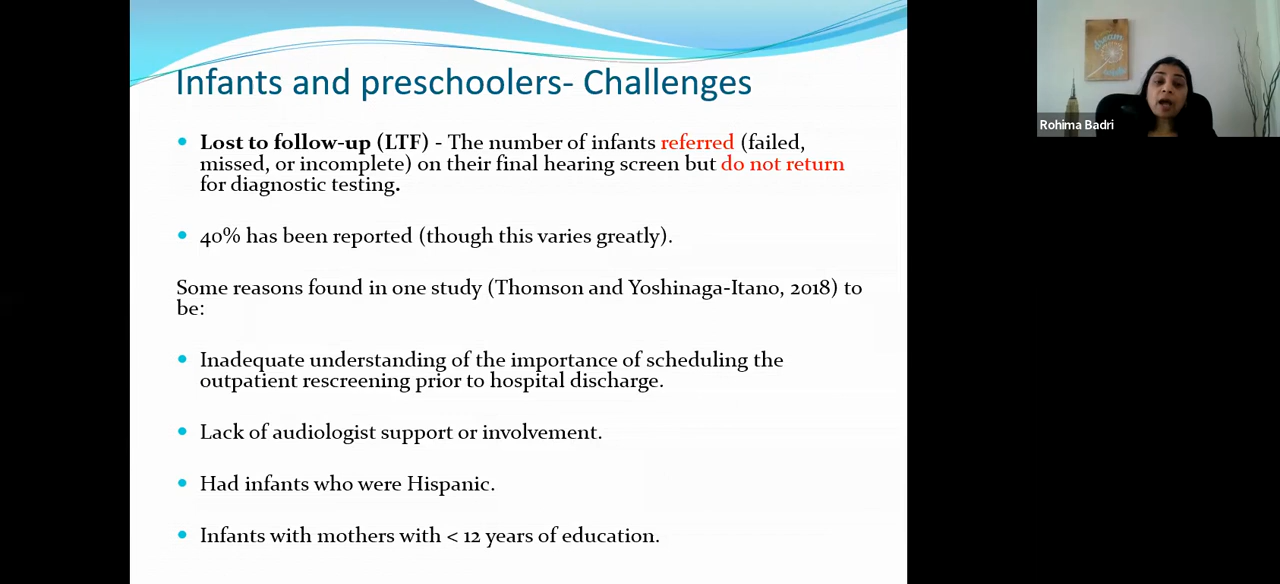 Infants and preschoolers- Challenges
Lost to follow-up (LTF) - The number of infants referred (failed,
missed, or incomplete) on their final hearing screen but do not return
for diagnostic testing.
40% has been reported (though this varies greatly).
Some reasons found in one study (Thomson and Yoshinaga-Itano, 2018) to
be:
Inadequate understanding of the importance of scheduling the
outpatient rescreening prior to hospital discharge.
Lack of audiologist support or involvement.
Had infants who were Hispanic.
Infants with mothers with < 12 years of education.
dream
Rohima Badri